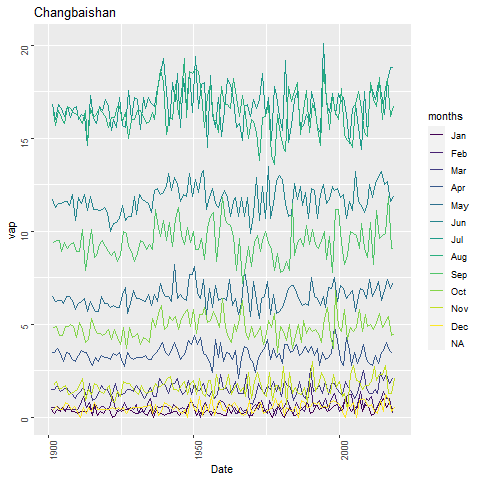 Changbaishan
vap
20
15
10
5
0
1900
1950
2000
Date
months
Jan
Feb
Mar
Apr
May
Jun
Jul
Aug
Sep
Oct
Nov
Dec
NA